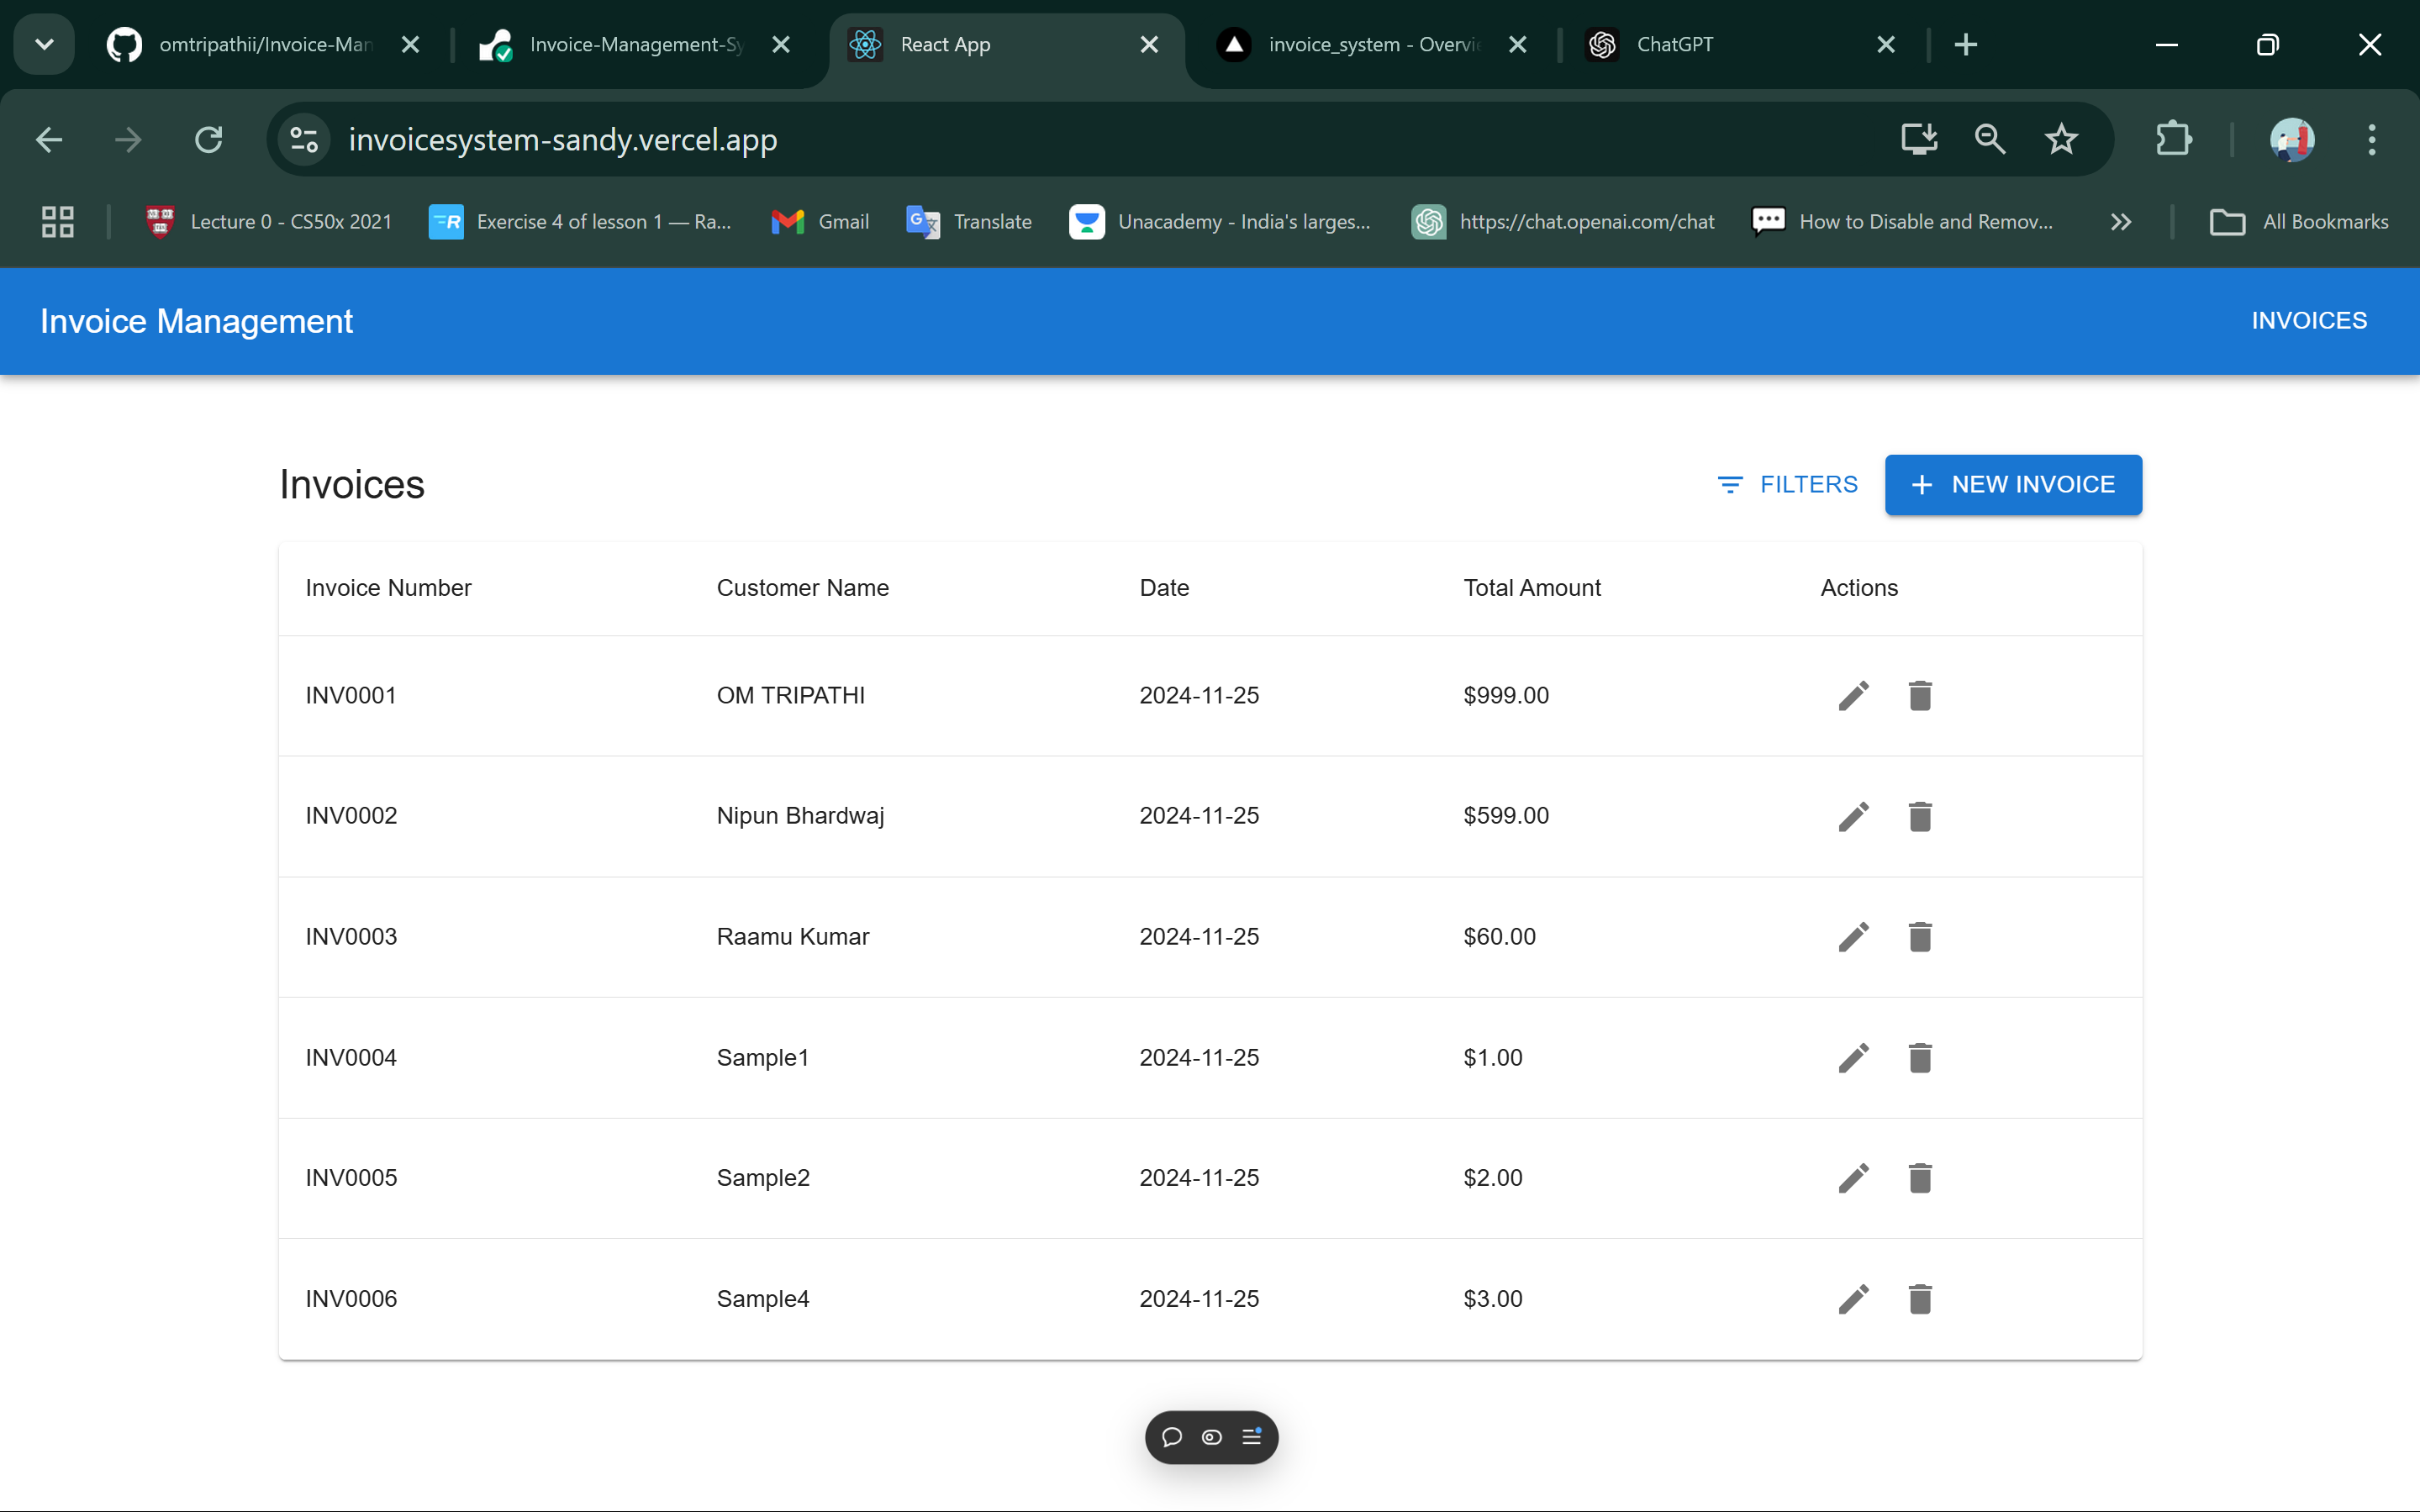 omtripathii/Invoice-Man
Invoice-Management-Sy
React App
invoice_system - Overvie
ChatGPT
invoicesystem-sandy.vercel.app
Lecture 0 - CS50x 2021
Exercise 4 of lesson 1 — Ra...
Gmail
Translate
Unacademy - India's larges...
https://chat.openai.com/chat
How to Disable and Remov...
All Bookmarks
Invoice Management
INVOICES
Invoices
FILTERS
NEW INVOICE
Invoice Number Customer Name Date Total Amount Actions
INV0001 OM TRIPATHI 2024-11-25 $999.00
INV0002 Nipun Bhardwaj 2024-11-25 $599.00
INV0003 Raamu Kumar 2024-11-25 $60.00
INV0004 Sample1 2024-11-25 $1.00
INV0005 Sample2 2024-11-25 $2.00
INV0006 Sample4 2024-11-25 $3.00